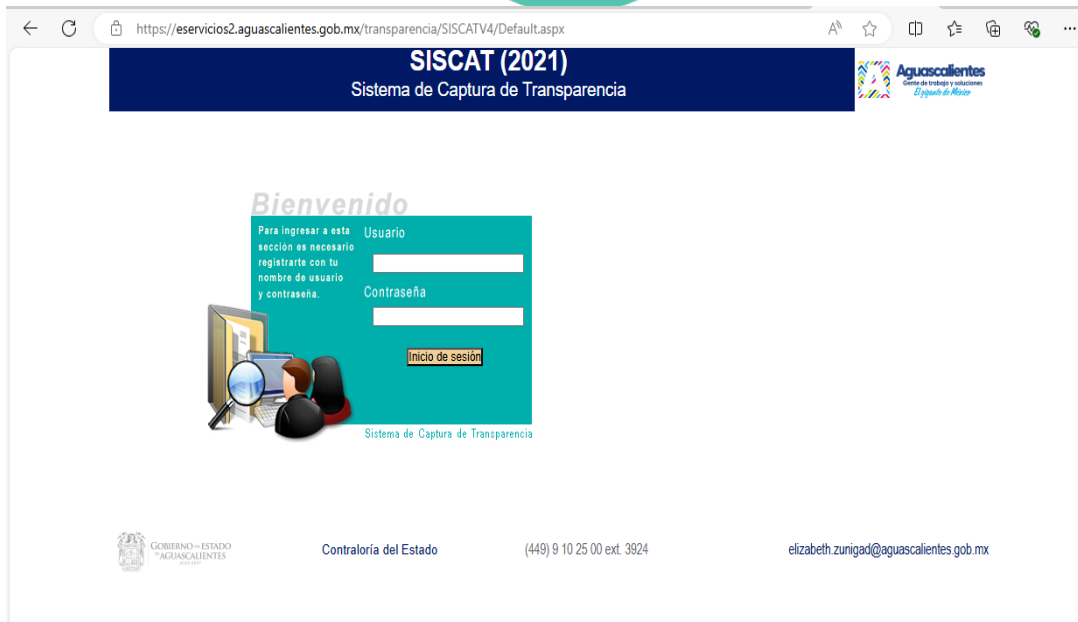 https://eservicios2.aguascalientes.gob.mx/transparencia/SISCATV4/Default.aspx
SISCAT (2021)
Sistema de Captura de Transparencia
Aguascalientes
Gente de trabajo y soluciones
El gigante de México
Bienvenido
Para ingresar a esta
sección es necesario
registrarte con tu
nombre de usuario
y contraseña.
Usuario
Contraseña
Inicio de sesión
Sistema de Captura de Transparencia
GOBIERNO DEL ESTADO
DE AGUASCALIENTES
Contraloría del Estado
(449) 9 10 25 00 ext. 3924
elizabeth.zunigad@aguascalientes.gob.mx